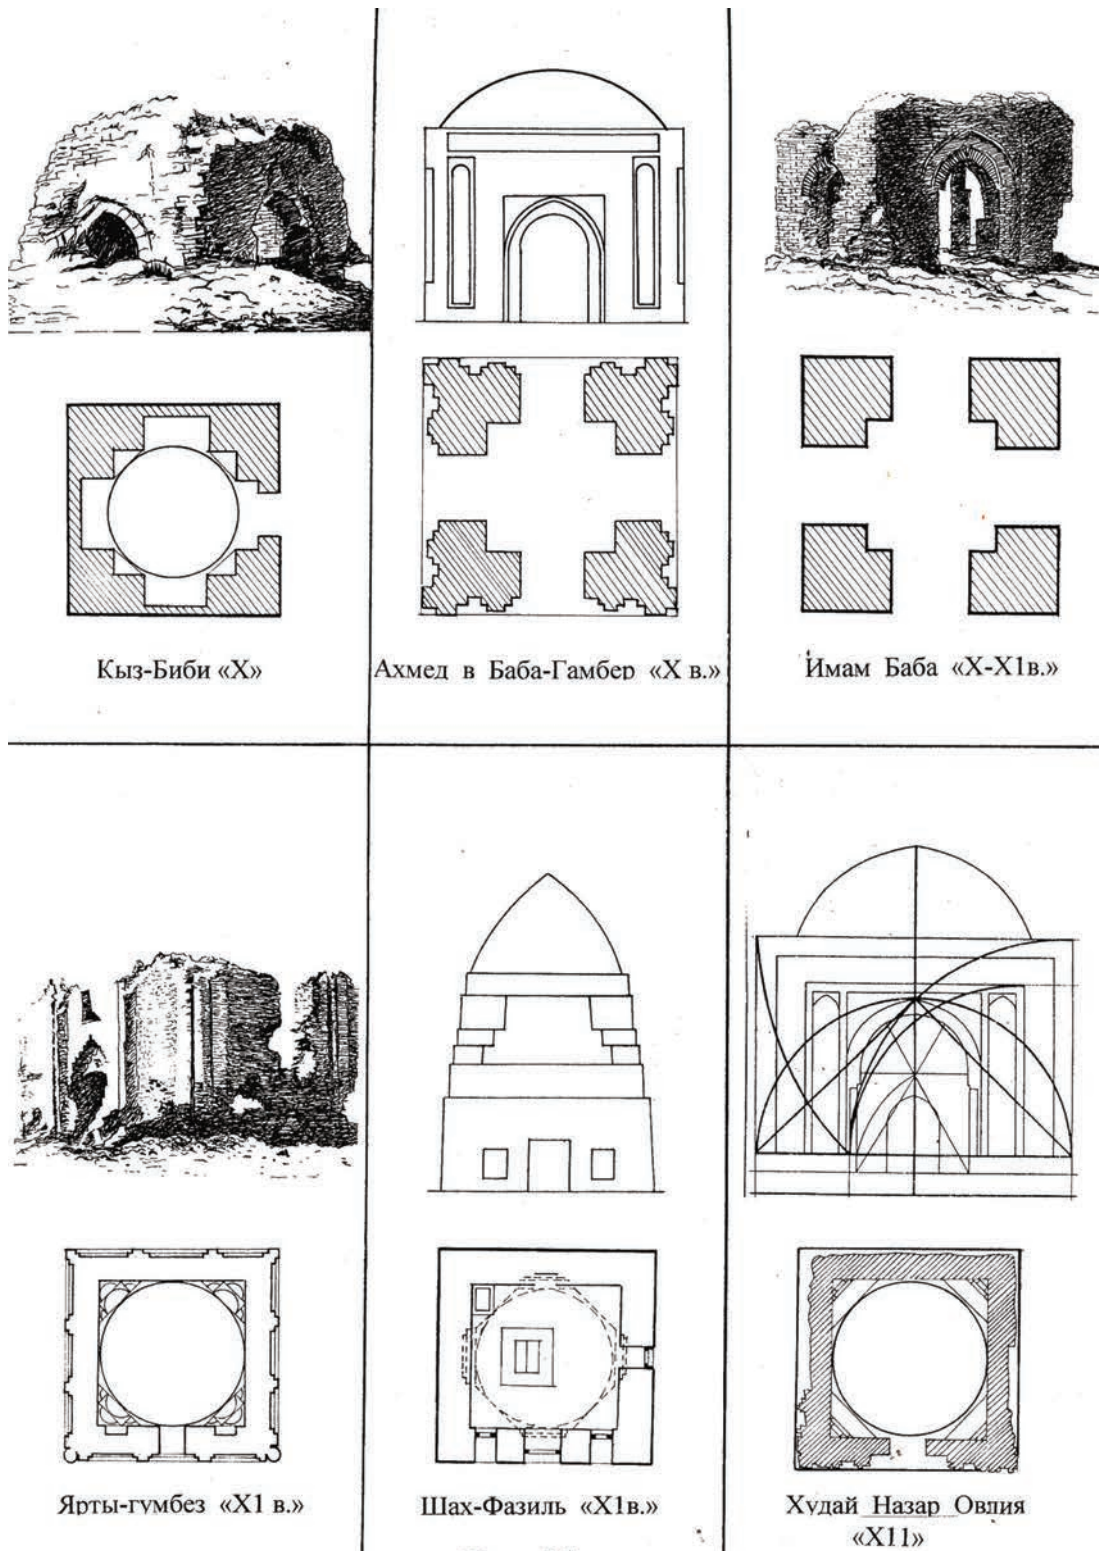 Кыз-Биби «X»
Ахмед в Баба-Гамбер «X в.»
Имам Баба «X-X1в.»
Ярты-гумбез «X1 в.»
Шах-Фазиль «X1в.»
Худай Назар Овлия
«X11»